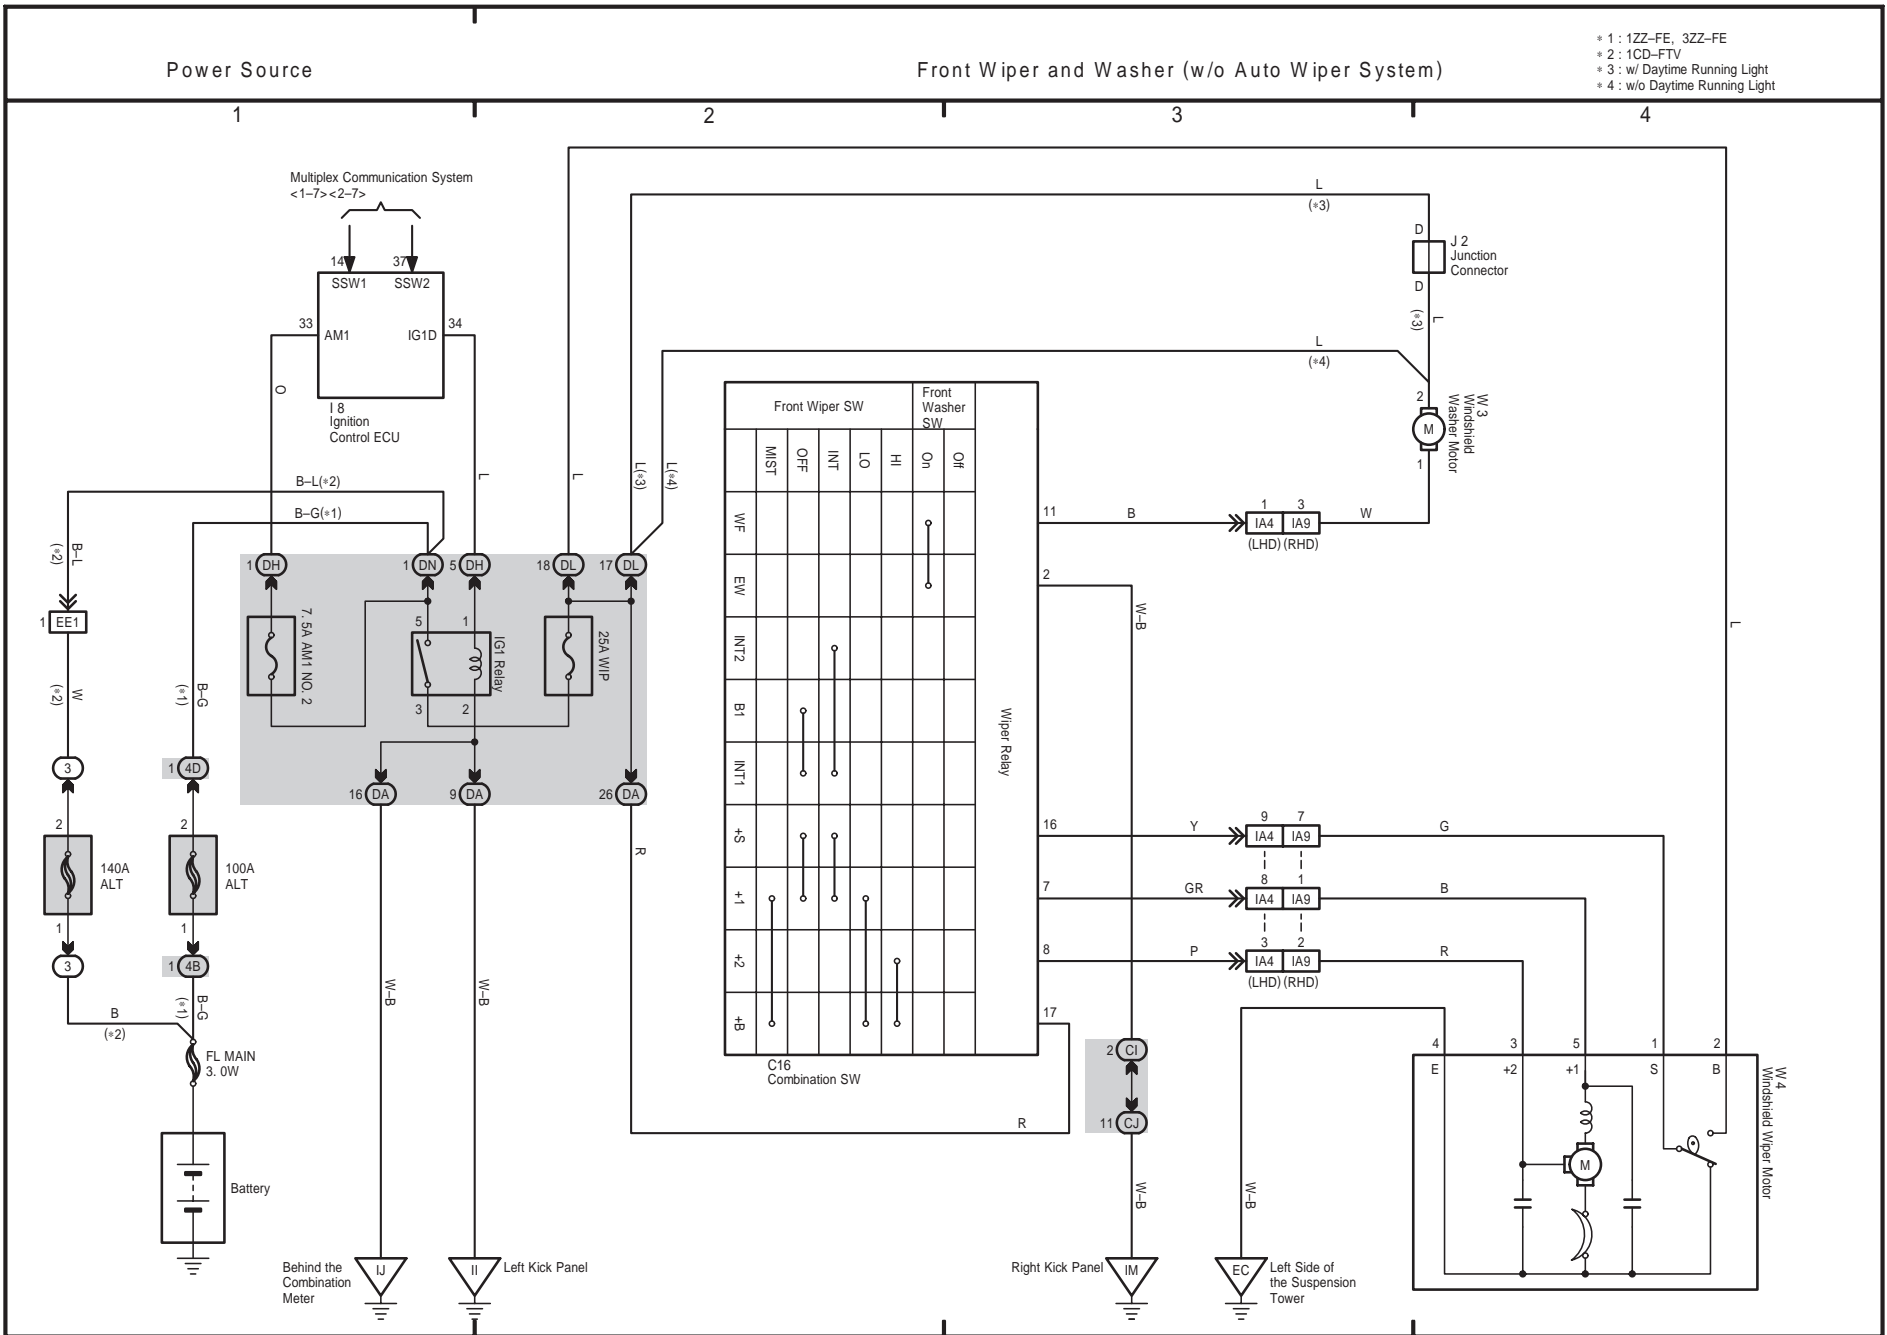 Power Source
Front Wiper and Washer (w/o Auto Wiper System)
∗ 1 : 1ZZ–FE, 3ZZ–FE
∗ 2 : 1CD–FTV
∗ 3 : w/ Daytime Running Light
∗ 4 : w/o Daytime Running Light
1
2
3
4
Multiplex Communication System
<1–7><2–7>
14
37
SSW1
SSW2
33
AM1
IG1D
34
I 8
Ignition
Control ECU
O
L
B–L(∗2)
B–G(∗1)
L
L(∗3)
L(∗4)
L
(∗3)
L
(∗4)
D
J 2
Junction
Connector
D
L
(∗3)
2
M
1
W 3
Windshield
Washer Motor
1 DH
1 DN
5 DH
18 DL
17 DL
7. 5A AM1 NO. 2
5
1
IG1 Relay
3
2
25A WIP
16 DA
9 DA
26 DA
B–L
(∗2)
1 EE1
W
(∗2)
B–G
(∗1)
3
1 4D
2
2
140A
ALT
100A
ALT
1
1
3
1 4B
B
(∗2)
B–G
(∗1)
FL MAIN
3. 0W
Battery
W–B
W–B
R
Behind the
Combination
Meter
IJ
II
Left Kick Panel
Front Wiper SW
Front
Washer
SW
MIST
OFF
INT
LO
HI
On
Off
WF
EW
INT2
B1
INT1
+S
+1
+2
+B
Wiper Relay
C16
Combination SW
11
B
1 3
IA4 IA9
(LHD) (RHD)
W
2
W–B
16
Y
9 7
IA4 IA9
G
7
GR
8 1
IA4 IA9
B
8
P
3 2
IA4 IA9
(LHD) (RHD)
R
17
R
2 CI
11 CJ
W–B
W–B
Right Kick Panel
IM
EC
Left Side of
the Suspension
Tower
L
4
3
5
1
2
E
+2
+1
S
B
M
W 4
Windshield Wiper Motor